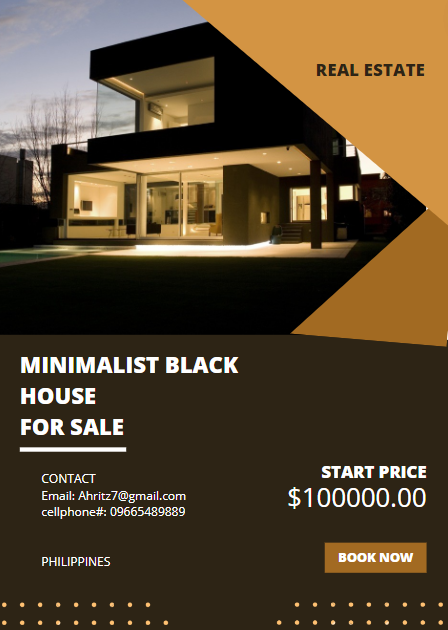 REAL ESTATE
MINIMALIST BLACK
HOUSE
FOR SALE
CONTACT
Email: Ahritz7@gmail.com
cellphone#: 09665489889
START PRICE
$100000.00
PHILIPPINES
BOOK NOW